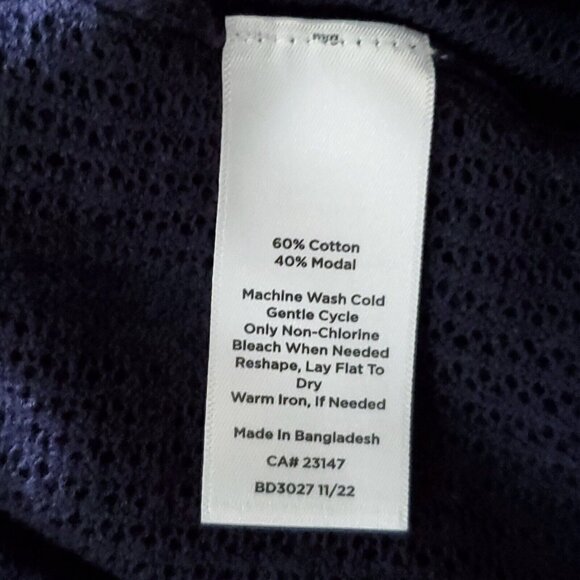 60% Cotton
40% Modal
Machine Wash Cold
Gentle Cycle
Only Non-Chlorine
Bleach When Needed
Reshape, Lay Flat To
Dry
Warm Iron, If Needed
Made In Bangladesh
CA# 23147
BD3027 11/22